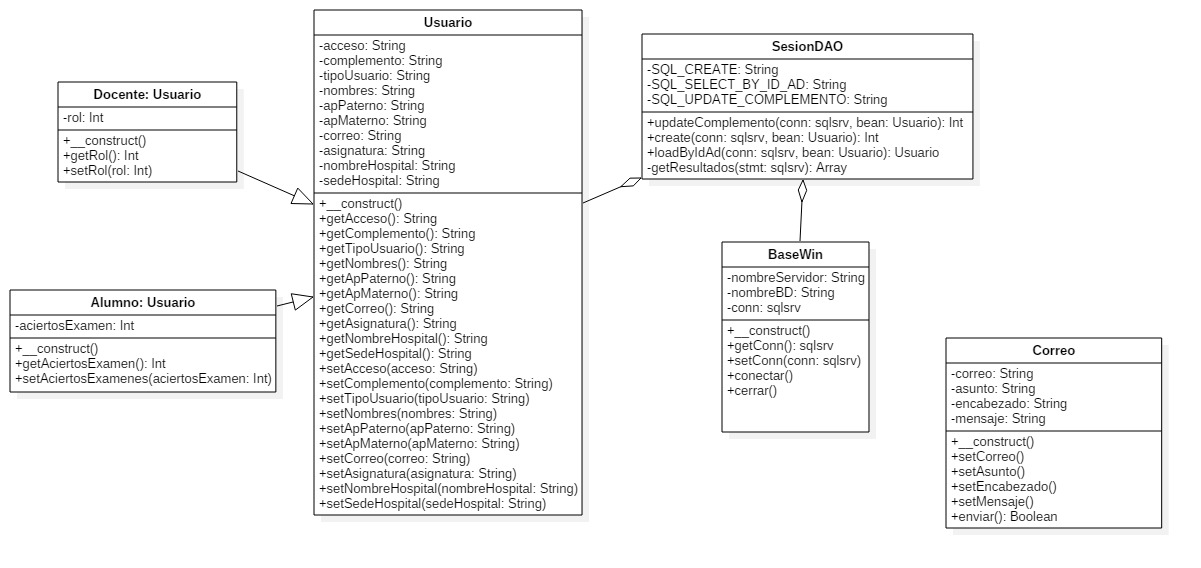 Usuario
-acceso: String
-complemento: String
-tipoUsuario: String
-nombres: String
-apPaterno: String
-apMaterno: String
-correo: String
-asignatura: String
-nombreHospital: String
-sedeHospital: String
+__construct()
+getAcceso(): String
+getComplemento(): String
+getTipoUsuario(): String
+getNombres(): String
+getApPaterno(): String
+getApMaterno(): String
+getCorreo(): String
+getAsignatura(): String
+getNombreHospital(): String
+getSedeHospital(): String
+setAcceso(acceso: String)
+setComplemento(complemento: String)
+setTipoUsuario(tipoUsuario: String)
+setNombres(nombres: String)
+setApPaterno(apPaterno: String)
+setApMaterno(apMaterno: String)
+setCorreo(correo: String)
+setAsignatura(asignatura: String)
+setNombreHospital(nombreHospital: String)
+setSedeHospital(sedeHospital: String)
Docente: Usuario
-rol: Int
+__construct()
+getRol(): Int
+setRol(rol: Int)
Alumno: Usuario
-aciertosExamen: Int
+__construct()
+getAciertosExamen(): Int
+setAciertosExamenes(aciertosExamen: Int)
SesionDAO
-SQL_CREATE: String
-SQL_SELECT_BY_ID_AD: String
-SQL_UPDATE_COMPLEMENTO: String
+updateComplemento(conn: sqlsrv, bean: Usuario): Int
+create(conn: sqlsrv, bean: Usuario): Int
+loadByIdAd(conn: sqlsrv, bean: Usuario): Usuario
-getResultados(stmt: sqlsrv): Array
BaseWin
-nombreServidor: String
-nombreBD: String
-conn: sqlsrv
+__construct()
+getConn(): sqlsrv
+setConn(conn: sqlsrv)
+conectar()
+cerrar()
Correo
-correo: String
-asunto: String
-encabezado: String
-mensaje: String
+__construct()
+setCorreo()
+setAsunto()
+setEncabezado()
+setMensaje()
+enviar(): Boolean